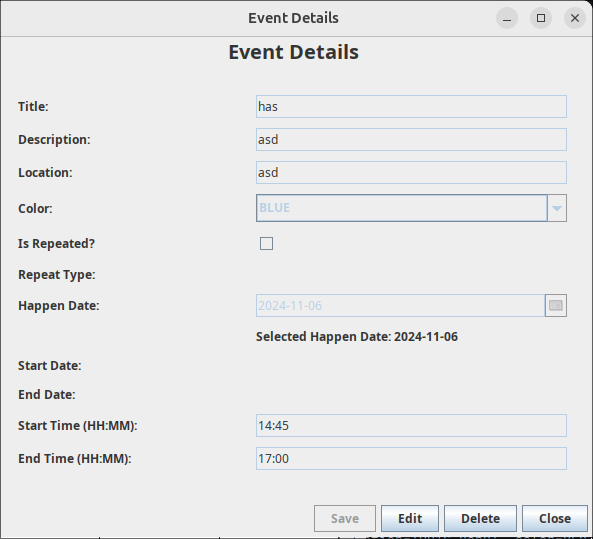 Event Details
Event Details
Title: has
Description: asd
Location: asd
Color: BLUE
Is Repeated?
Repeat Type:
Happen Date: 2024-11-06
Selected Happen Date: 2024-11-06
Start Date:
End Date:
Start Time (HH:MM): 14:45
End Time (HH:MM): 17:00
Save Edit Delete Close